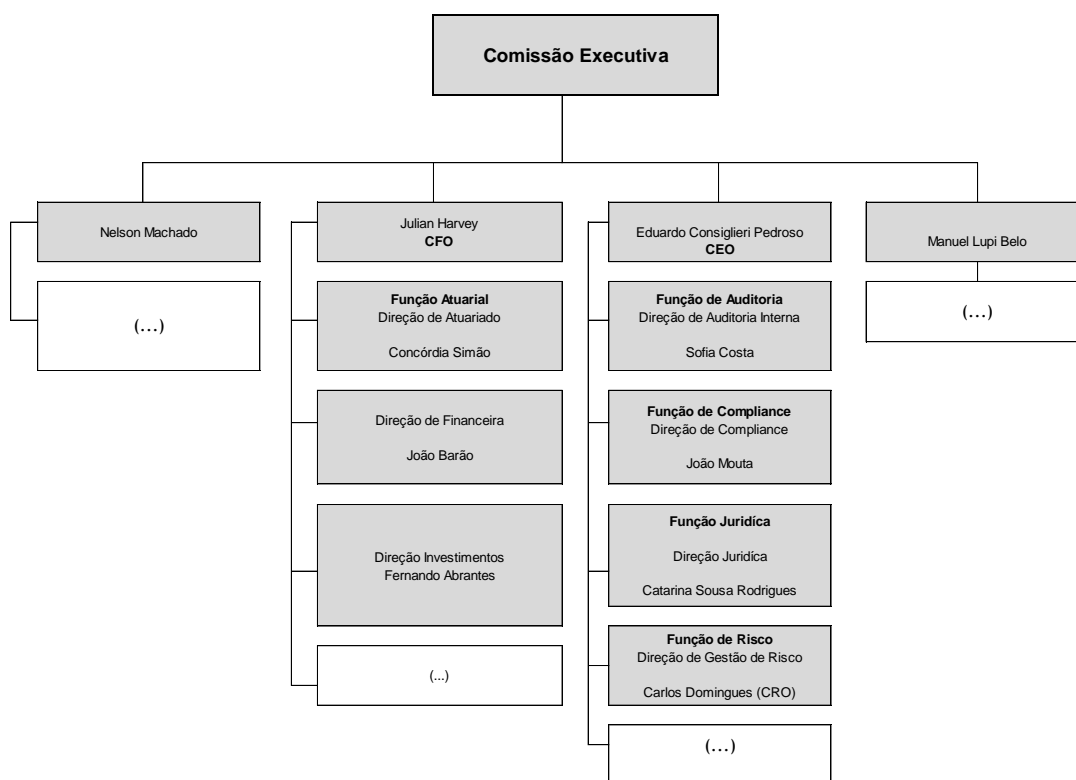 Comissão Executiva
Nelson Machado
(...)
Julian Harvey
CFO
Função Atuarial
Direção de Atuariado
Concórdia Simão
Direção de Financeira
João Barão
Direção Investimentos
Fernando Abrantes
(...)
Eduardo Consiglieri Pedroso
CEO
Função de Auditoria
Direção de Auditoria Interna
Sofia Costa
Função de Compliance
Direção de Compliance
João Mouta
Função Juridíca
Direção Juridíca
Catarina Sousa Rodrigues
Função de Risco
Direção de Gestão de Risco
Carlos Domingues (CRO)
(...)
Manuel Lupi Belo
(...)